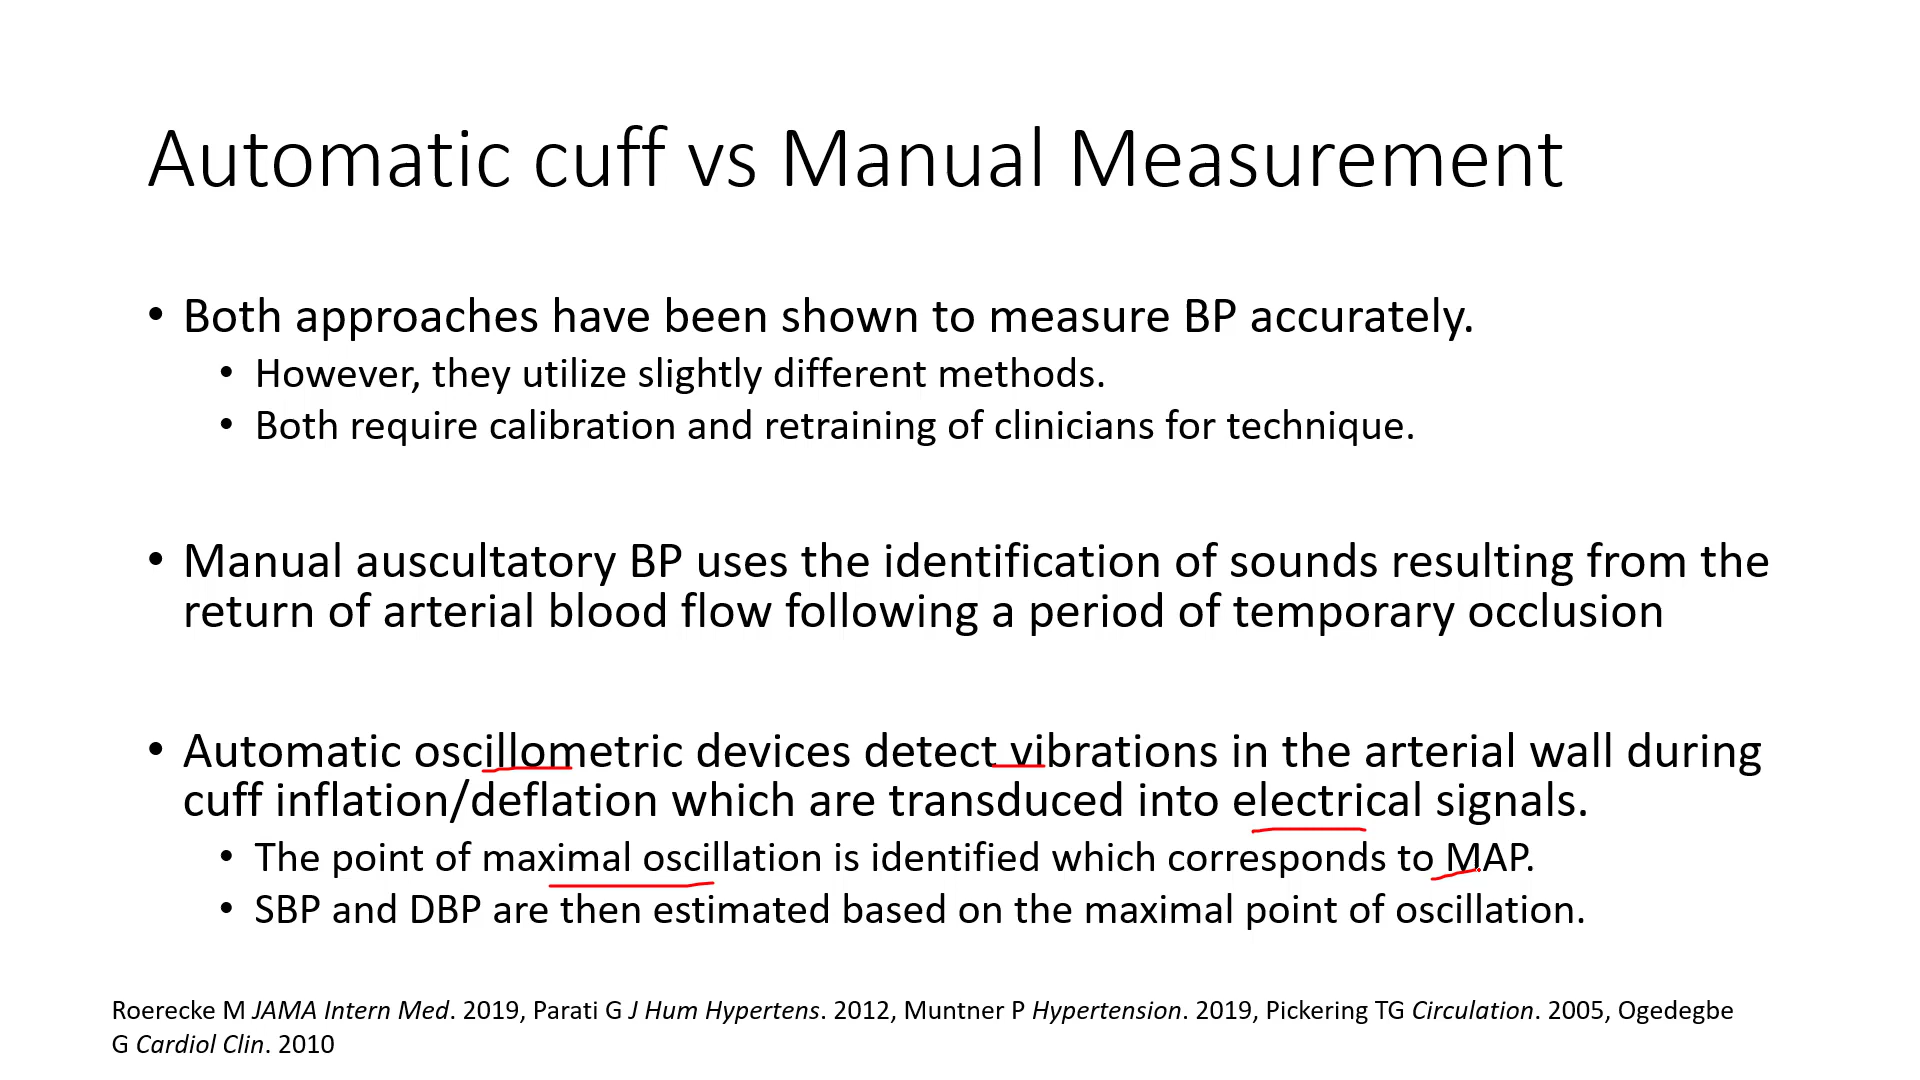 Automatic cuff vs Manual Measurement
• Both approaches have been shown to measure BP accurately.
• However, they utilize slightly different methods.
• Both require calibration and retraining of clinicians for technique.
• Manual auscultatory BP uses the identification of sounds resulting from the
return of arterial blood flow following a period of temporary occlusion
• Automatic oscillometric devices detect vibrations in the arterial wall during
cuff inflation/deflation which are transduced into electrical signals.
• The point of maximal oscillation is identified which corresponds to MAP.
• SBP and DBP are then estimated based on the maximal point of oscillation.
Roerecke M JAMA Intern Med. 2019, Parati G J Hum Hypertens. 2012, Muntner P Hypertension. 2019, Pickering TG Circulation. 2005, Ogedegbe
G Cardiol Clin. 2010